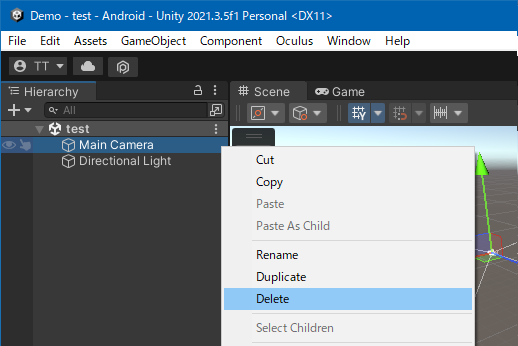 Demo - test - Android - Unity 2021.3.5f1 Personal <DX11>
File Edit Assets GameObject Component Oculus Window Help
TT
Hierarchy
All
test
Main Camera
Directional Light
Scene Game
Cut
Copy
Paste
Paste As Child
Rename
Duplicate
Delete
Select Children